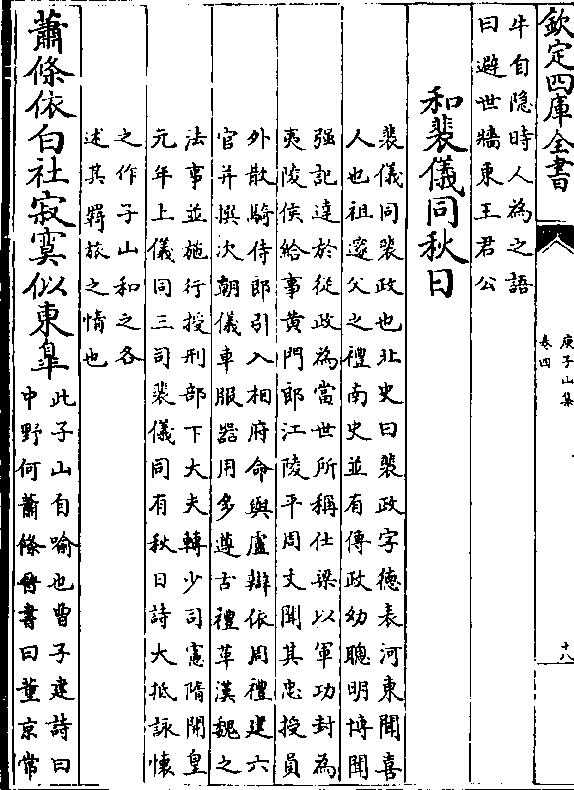 欽定四庫全書
庾子山集
卷四
十八
牛自隐時人為之語
曰避世牆東王君公
和裴儀同秋日
裴儀同裴政也北史曰裴政字德表河東聞喜
人也祖邃父之禮南史並有傳政幼聰明博聞
强記達於從政為當世所稱仕梁以軍功封為
夷陵侯給事黄門郎江陵平周文聞其忠授員
外散騎侍郎引入相府命與盧辯依周禮建六
官并撰次朝儀車服器用多遵古禮革漢魏之
法事並施行授刑部下大夫轉少司憲隋開皇
元年上儀同三司裴儀同有秋日詩大抵詠懷
之作子山和之各
述其羇旅之情也
蕭條依白社寂寞似東臯
此子山自喻也曹子建詩曰
中野何蕭條晉書曰董京常